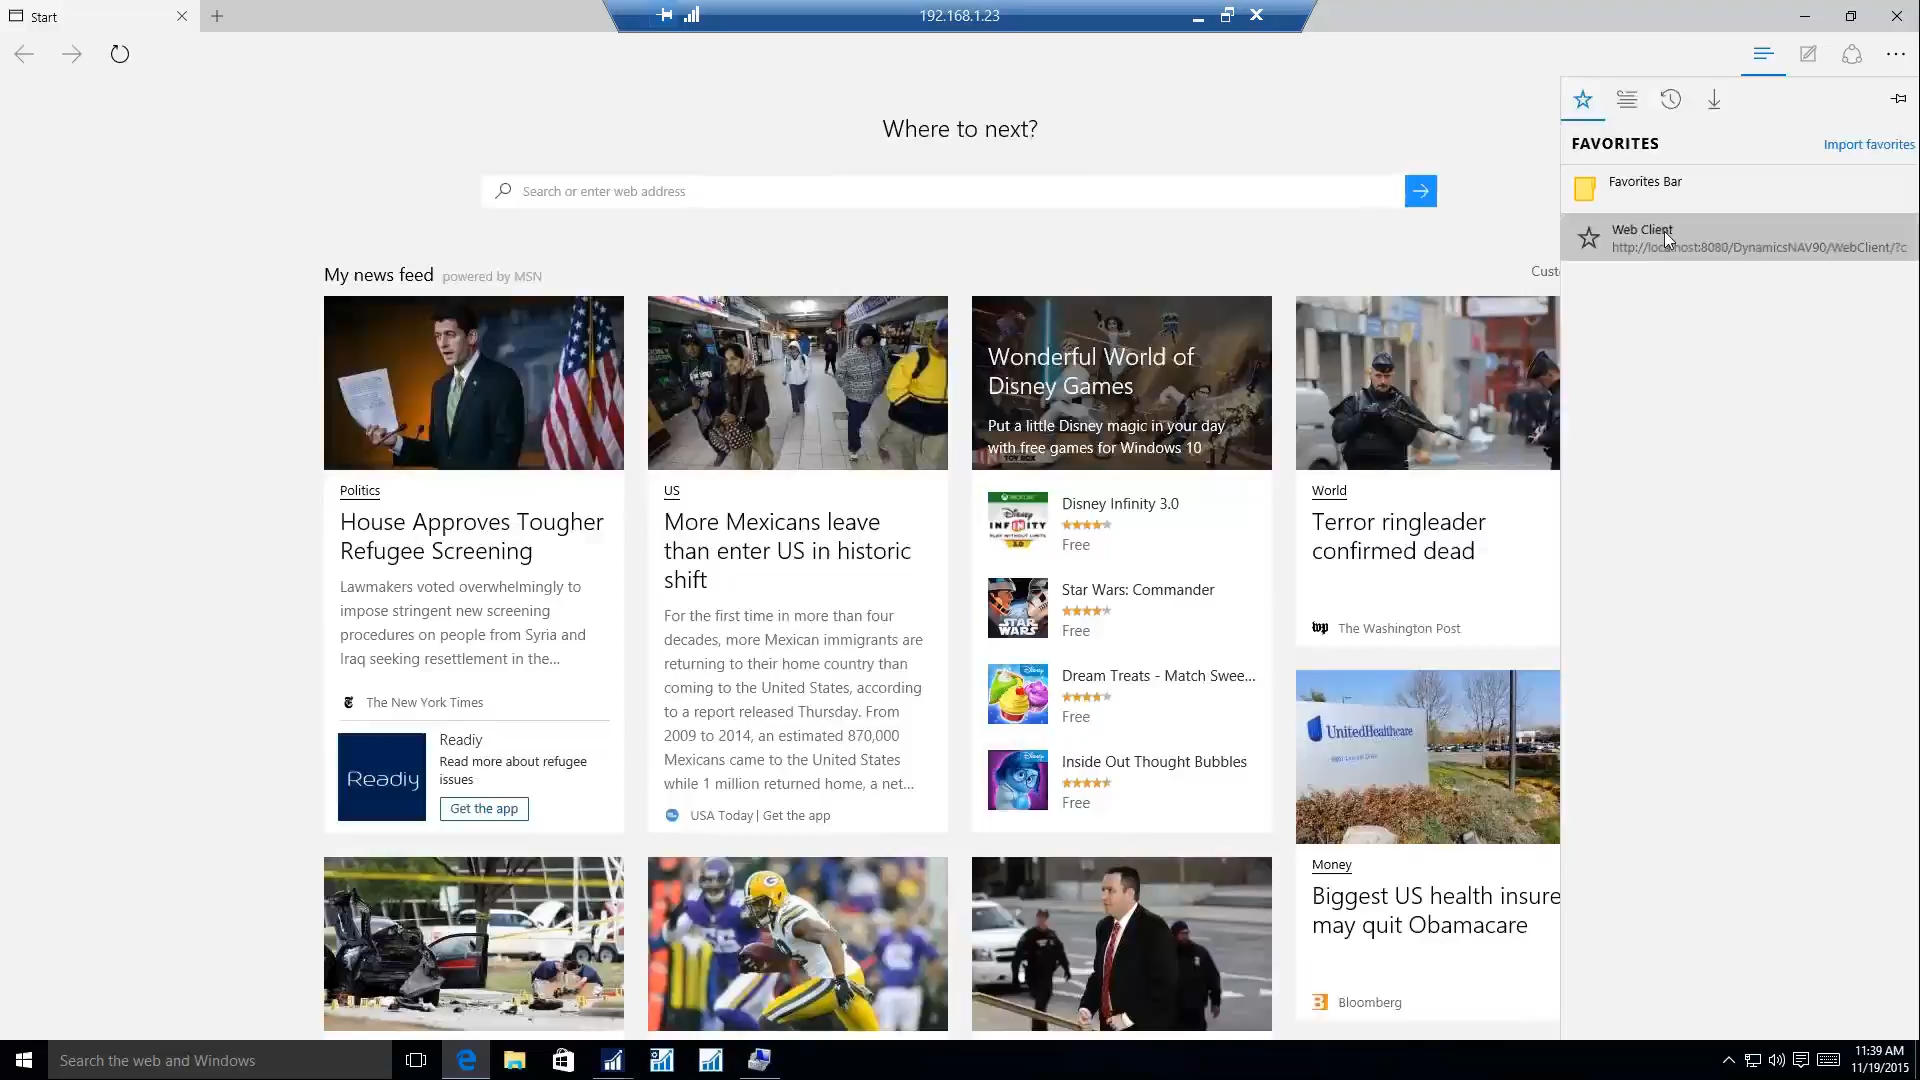 Start
192.168.1.23
FAVORITES
Import favorites
Favorites Bar
Web Client
http://localhost:8080/DynamicsNAV90/WebClient/?c
Where to next?
Search or enter web address
My news feed powered by MSN
Politics
House Approves Tougher
Refugee Screening
Lawmakers voted overwhelmingly to
impose stringent new screening
procedures on people from Syria and
Iraq seeking resettlement in the...
The New York Times
Readiy
Readiy
Read more about refugee
issues
Get the app
US
More Mexicans leave
than enter US in historic
shift
For the first time in more than four
decades, more Mexican immigrants are
returning to their home country than
coming to the United States, according
to a report released Thursday. From
2009 to 2014, an estimated 870,000
Mexicans came to the United States
while 1 million returned home, a net...
USA Today | Get the app
Wonderful World of
Disney Games
Put a little Disney magic in your day
with free games for Windows 10
Disney Infinity 3.0
Free
Star Wars: Commander
Free
Dream Treats - Match Swee...
Free
Inside Out Thought Bubbles
Free
Disney
INFINITY
3.0
STAR
WARS
World
Terror ringleader
confirmed dead
wp The Washington Post
UnitedHealthcare
Money
Biggest US health insure
may quit Obamacare
B Bloomberg
Search the web and Windows
11:39 AM
11/19/2015